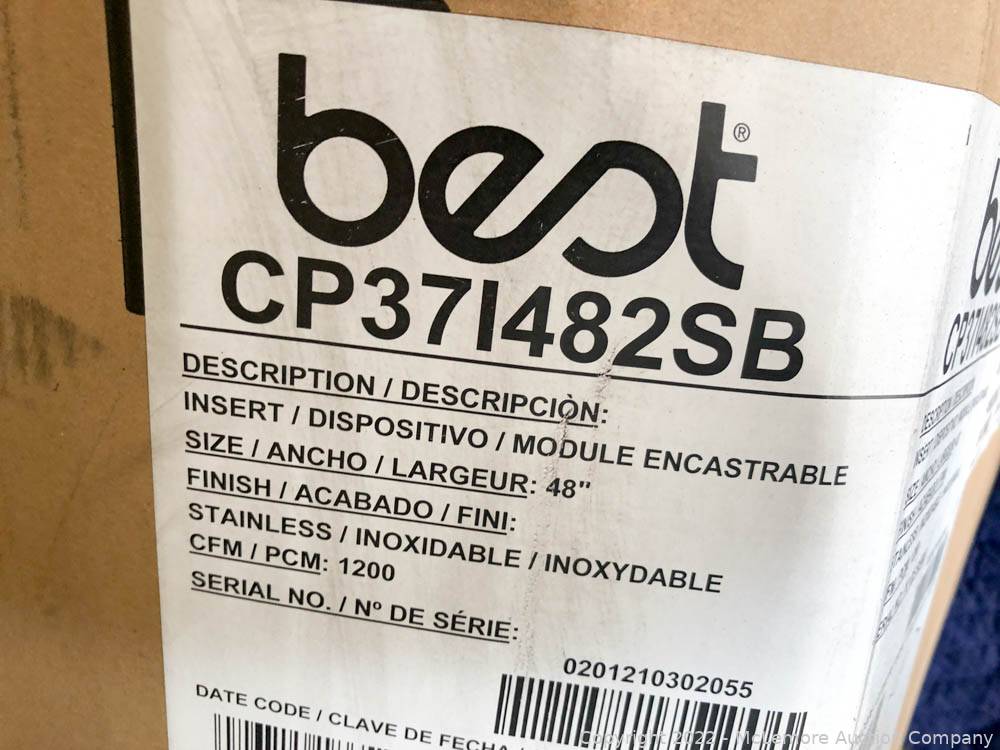 best®
CP37I482SB
DESCRIPTION / DESCRIPCIÒN:
INSERT / DISPOSITIVO / MODULE ENCASTRABLE
SIZE / ANCHO / LARGEUR: 48"
FINISH / ACABADO / FINI:
STAINLESS / INOXIDABLE / INOXYDABLE
CFM / PCM: 1200
SERIAL NO. / Nº DE SÉRIE:
0201210302055
DATE CODE / CLAVE DE FECHA
Copyright 2022 - McLemore Auction Company